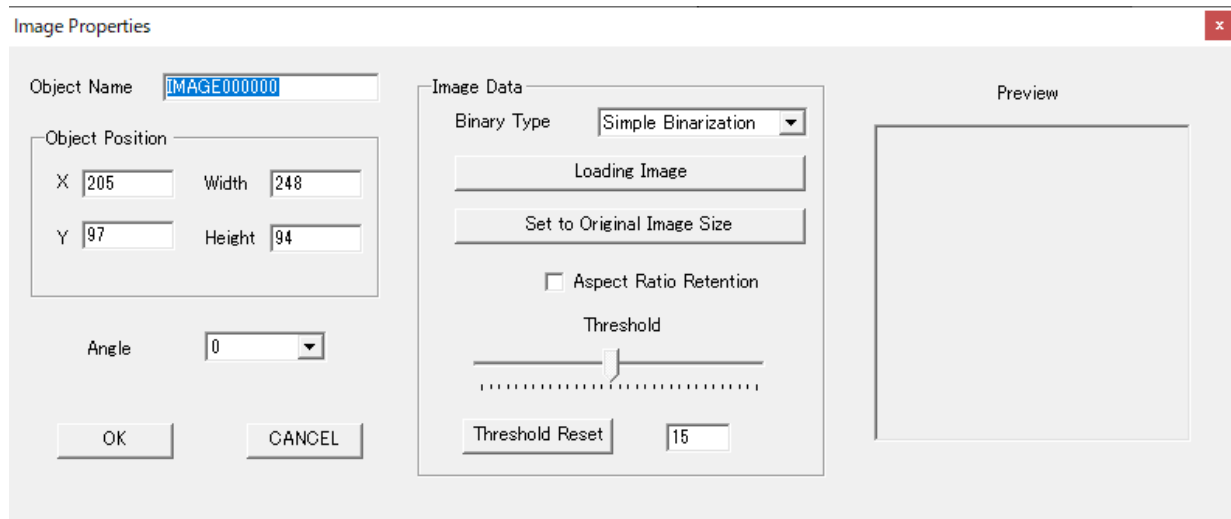 Image Properties
x
Object Name IMAGE000000
Object Position
X 205 Width 248
Y 97 Height 94
Angle 0
OK CANCEL
Image Data
Binary Type Simple Binarization
Loading Image
Set to Original Image Size
Aspect Ratio Retention
Threshold
Threshold Reset 15
Preview